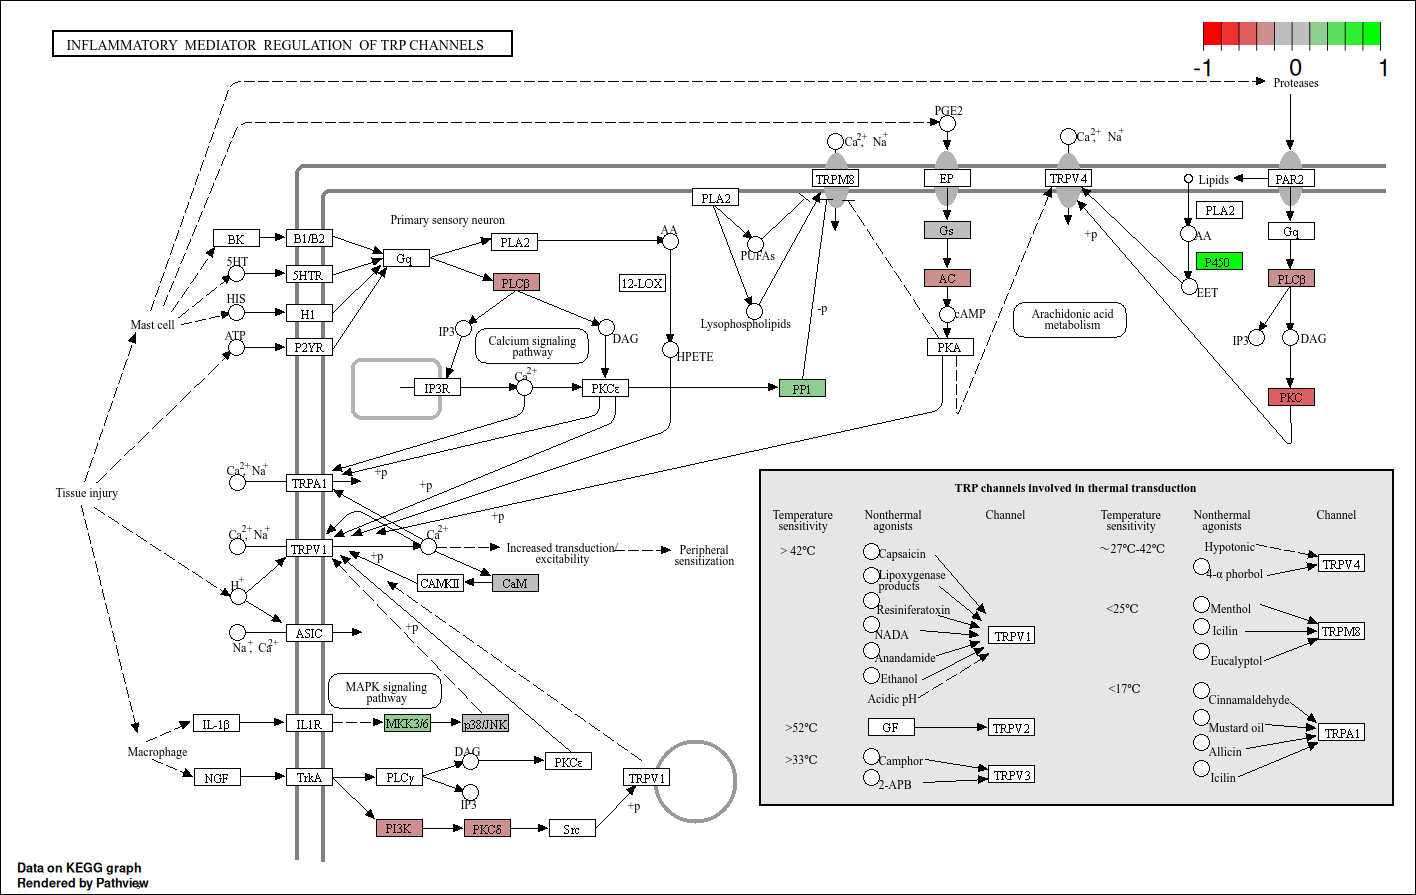 INFLAMMATORY MEDIATOR REGULATION OF TRP CHANNELS
-1 0 1
Proteases
PGE2
Ca2+, Na+
Ca2+, Na+
TRPM8
EP
TRPV4
Lipids
PAR2
PLA2
PLA2
Primary sensory neuron
Gs
Gq
AA
+p
BK
B1/B2
PLA2
AA
Gq
PUFAs
P450
5HT
5HTR
PLCβ
12-LOX
AC
PLCβ
EET
HIS
H1
Lysophospholipids
-p
cAMP
Arachidonic acid
metabolism
Mast cell
ATP
P2YR
IP3
Calcium signaling
pathway
DAG
HPETE
PKA
IP3
DAG
Ca2+
IP3R
PKCε
PP1
PKC
Ca2+, Na+
TRPA1
+p
+p
Tissue injury
+p
Ca2+, Na+
TRPV1
Ca2+
Increased transduction/
excitability
Peripheral
sensitization
+p
CAMKII
CaM
H+
+p
ASIC
Na+, Ca2+
MAPK signaling
pathway
IL-1β
IL1R
MKK3/6
p38/JNK
Macrophage
DAG
PKCε
NGF
TrkA
PLCγ
TRPV1
IP3
+p
PI3K
PKCδ
Src
TRP channels involved in thermal transduction
Temperature
sensitivity
Nonthermal
agonists
Channel
> 42°C
Capsaicin
Lipoxygenase
products
Resiniferatoxin
NADA
TRPV1
Anandamide
Ethanol
Acidic pH
>52°C
GF
TRPV2
>33°C
Camphor
2-APB
TRPV3
Temperature
sensitivity
Nonthermal
agonists
Channel
~27°C-42°C
Hypotonic
4-α phorbol
TRPV4
<25°C
Menthol
Icilin
TRPM8
Eucalyptol
<17°C
Cinnamaldehyde
Mustard oil
TRPA1
Allicin
Icilin
Data on KEGG graph
Rendered by Pathview